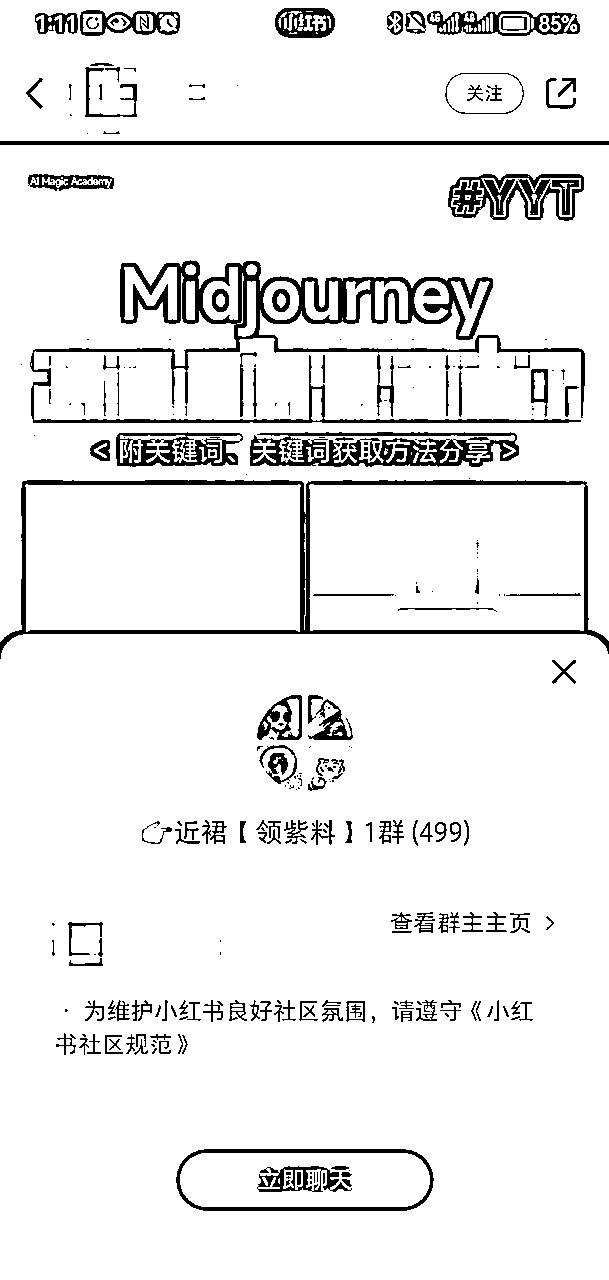 1:11
小红书
85%
关注
AI Magic Academy
#YYT
Midjourney
<附关键词、关键词获取方法分享>
👉近裙【领紫料】1群 (499)
查看群主主页 >
· 为维护小红书良好社区氛围，请遵守《小红
书社区规范》
立即聊天